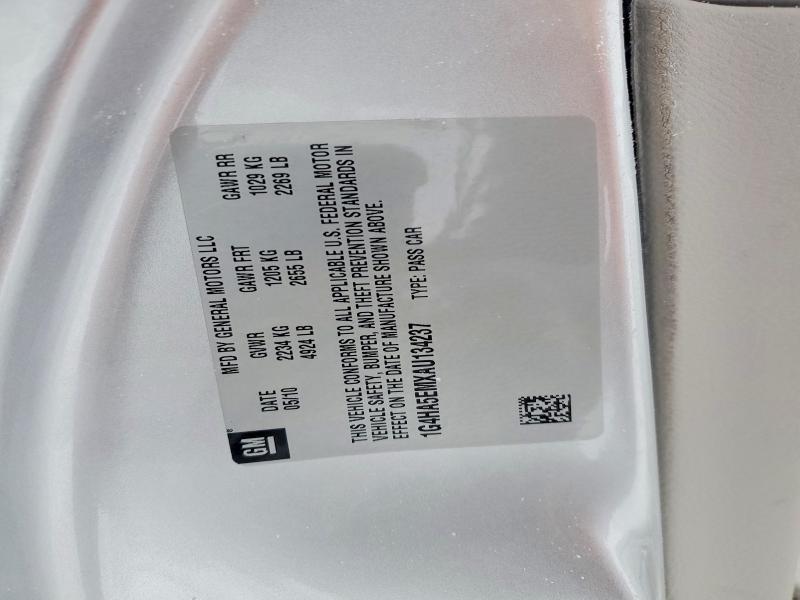 GM®
MFD BY GENERAL MOTORS LLC
DATE GVWR GAWR FRT GAWR RR
05/10 2234 KG 1205 KG 1029 KG
4924 LB 2655 LB 2269 LB
THIS VEHICLE CONFORMS TO ALL APPLICABLE U.S. FEDERAL MOTOR
VEHICLE SAFETY, BUMPER, AND THEFT PREVENTION STANDARDS IN
EFFECT ON THE DATE OF MANUFACTURE SHOWN ABOVE.
1G4HA5EMXAU134237 TYPE: PASS CAR